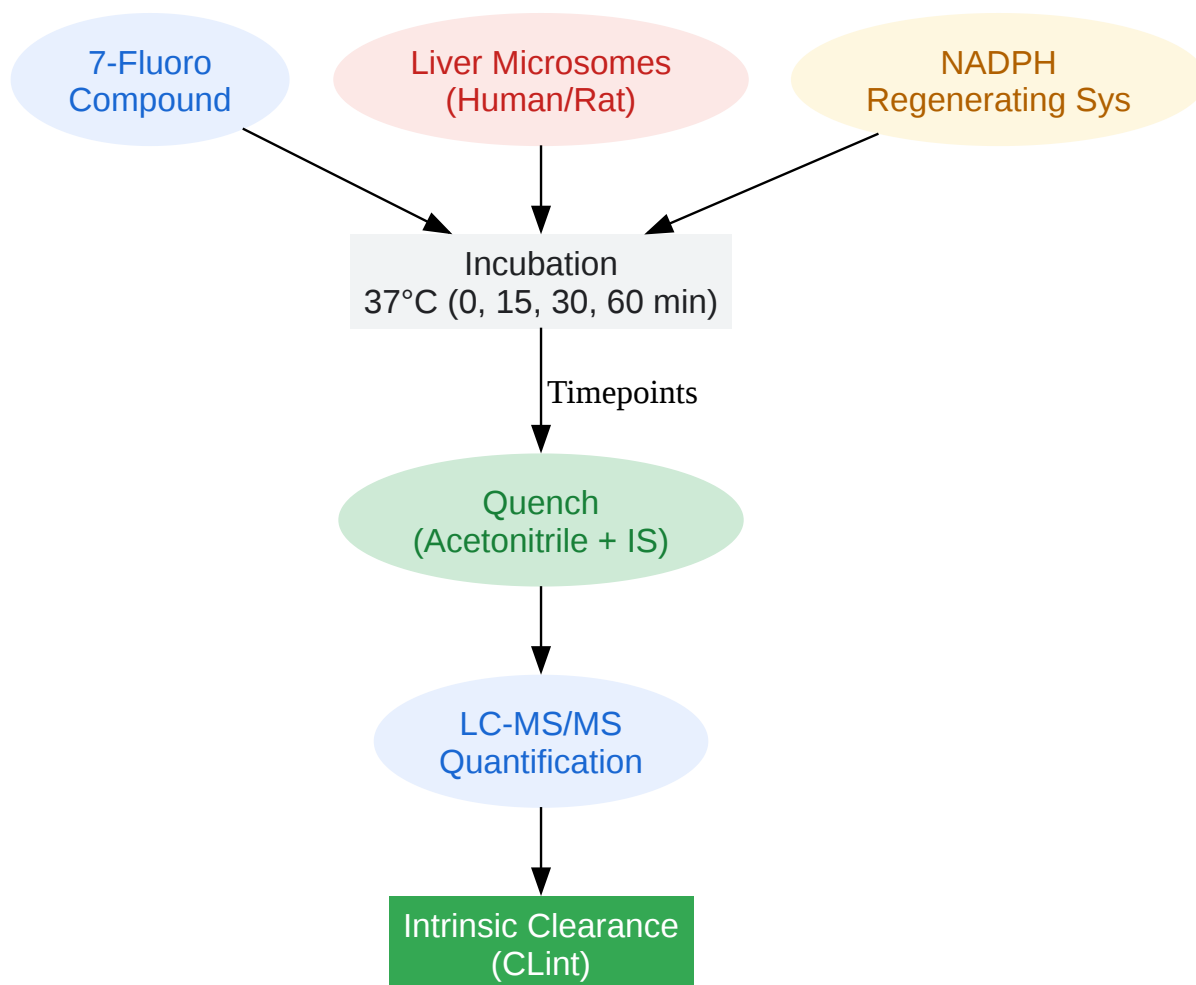 7-Fluoro
Compound
Liver Microsomes
(Human/Rat)
NADPH
Regenerating Sys
Incubation
37°C (0, 15, 30, 60 min)
Timepoints
Quench
(Acetonitrile + IS)
LC-MS/MS
Quantification
Intrinsic Clearance
(CLint)